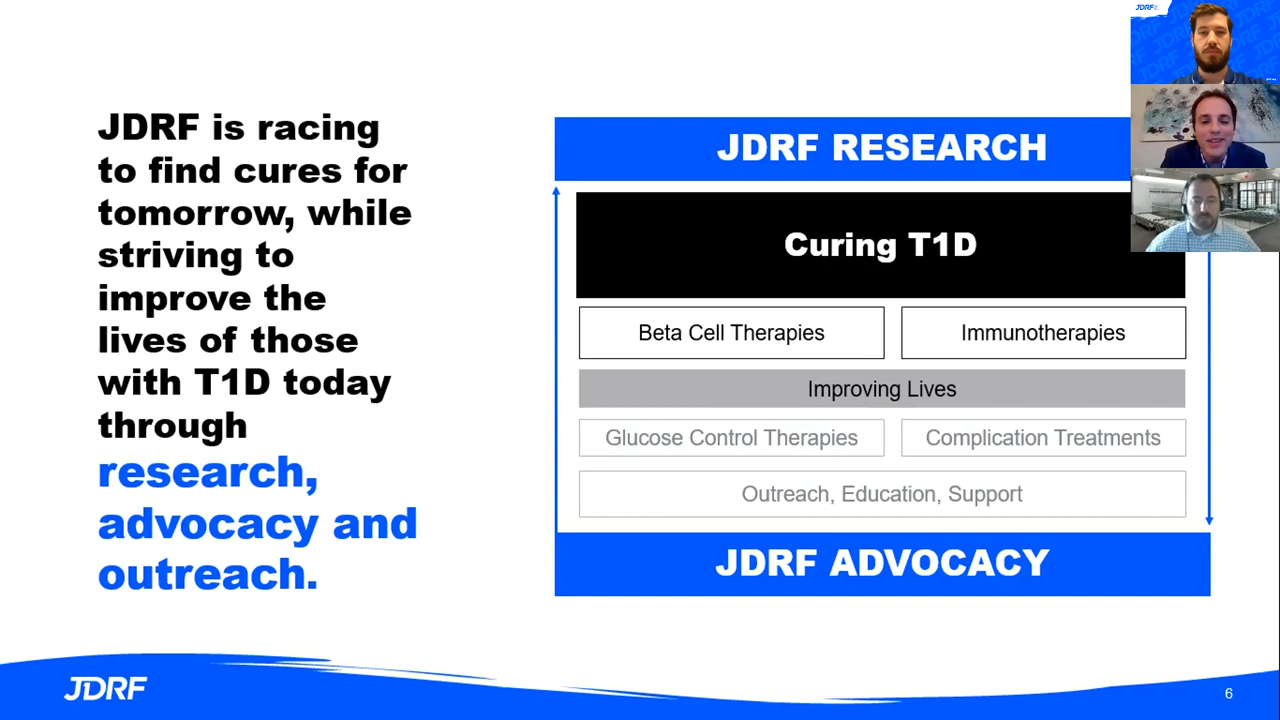 JDRF is racing
to find cures for
tomorrow, while
striving to
improve the
lives of those
with T1D today
through
research,
advocacy and
outreach.
JDRF RESEARCH
Curing T1D
Beta Cell Therapies
Immunotherapies
Improving Lives
Glucose Control Therapies
Complication Treatments
Outreach, Education, Support
JDRF ADVOCACY
JDRF
6
JDRF